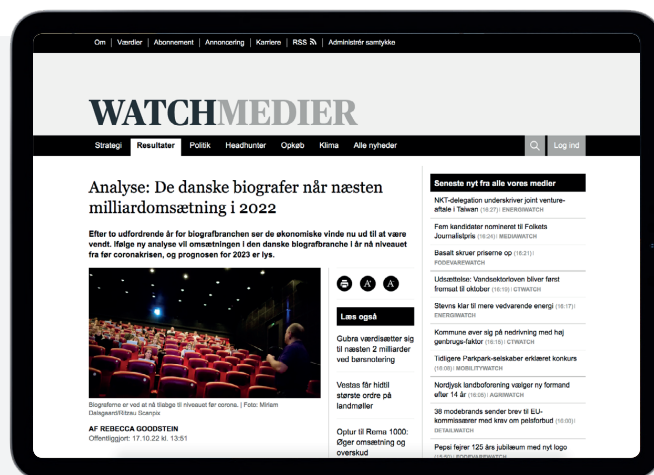 Om | Værdier | Abonnement | Annoncering | Karriere | RSS | Administrér samtykke
WATCHMEDIER
Strategi Resultater Politik Headhunter Opkøb Klima Alle nyheder Log ind
Analyse: De danske biografer når næsten
milliardomsætning i 2022
Efter to udfordrende år for biografbranchen ser de økonomiske vinde nu ud til at være
vendt. Ifølge ny analyse vil omsætningen i den danske biografbranche i år nå niveauet
fra før coronakrisen, og prognosen for 2023 er lys.
Biograferne er ved at nå tilbage til niveauet før corona. | Foto: Miriam
Dalsgaard/Ritzau Scanpix
AF REBECCA GOODSTEIN
Offentliggjort: 17.10.22 kl. 13:51
A A
Læs også
Gubra værdisætter sig
til næsten 2 milliarder
ved børsnotering
Vestas får hidtil
største ordre på
landmøller
Optur til Rema 1000:
Øger omsætning og
overskud
Seneste nyt fra alle vores medier
NKT-delegation underskriver joint venture-
aftale i Taiwan (16:27) | ENERGIWATCH
Fem kandidater nomineret til Folkets
Journalistpris (16:24) | MEDIAWATCH
Basalt skruer priserne op (16:21) |
FODEVAREWATCH
Udsættelse: Vandsektorloven bliver først
fremsat til oktober (16:19) | CTWATCH
Stevns klar til mere vedvarende energi (16:17) |
ENERGIWATCH
Kommune øver sig på nedrivning med høj
genbrugs-faktor (16:16) | CTWATCH
Tidligere Parkpark-selskaber erklæret konkurs
(16:08) | MOBILITYWATCH
Nordjysk landboforening vælger ny formand
efter 14 år (16:05) | AGRIWATCH
38 modebrands sender brev til EU-
kommissærer med krav om pelsforbud (16:00) |
DETAILWATCH
Pepsi fejrer 125 års jubilæum med nyt logo
(15:50) | FODEVAREWATCH